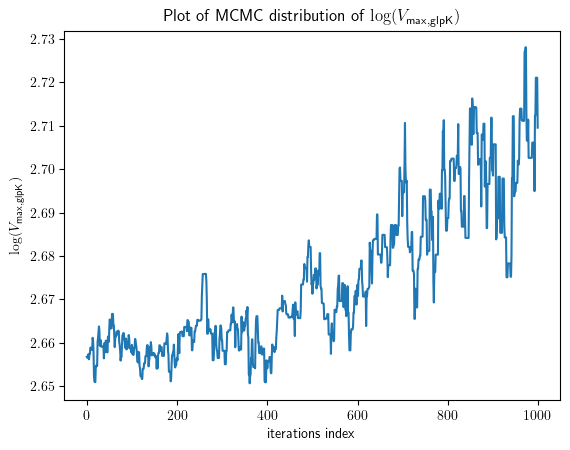 Plot of MCMC distribution of log(V_max,glpK)
log(V_max,glpK)
2.73
2.72
2.71
2.70
2.69
2.68
2.67
2.66
2.65
0 200 400 600 800 1000
iterations index